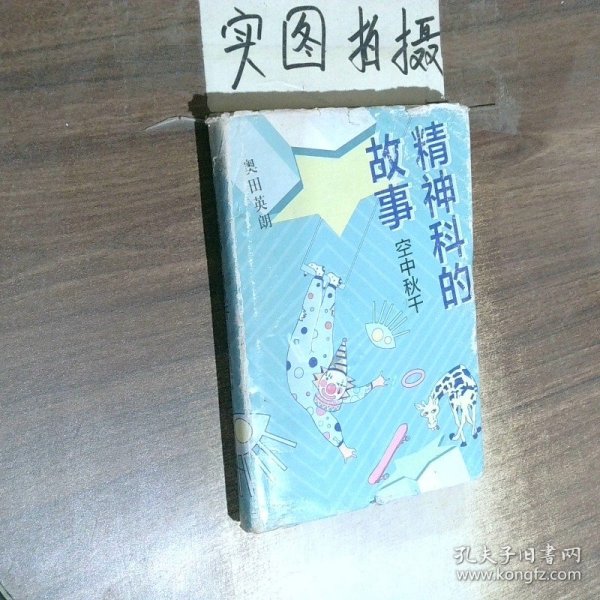 实图拍摄
精神科的
故事
空中秋千
奥田英朗
孔夫子旧书网
www.kongfz.com